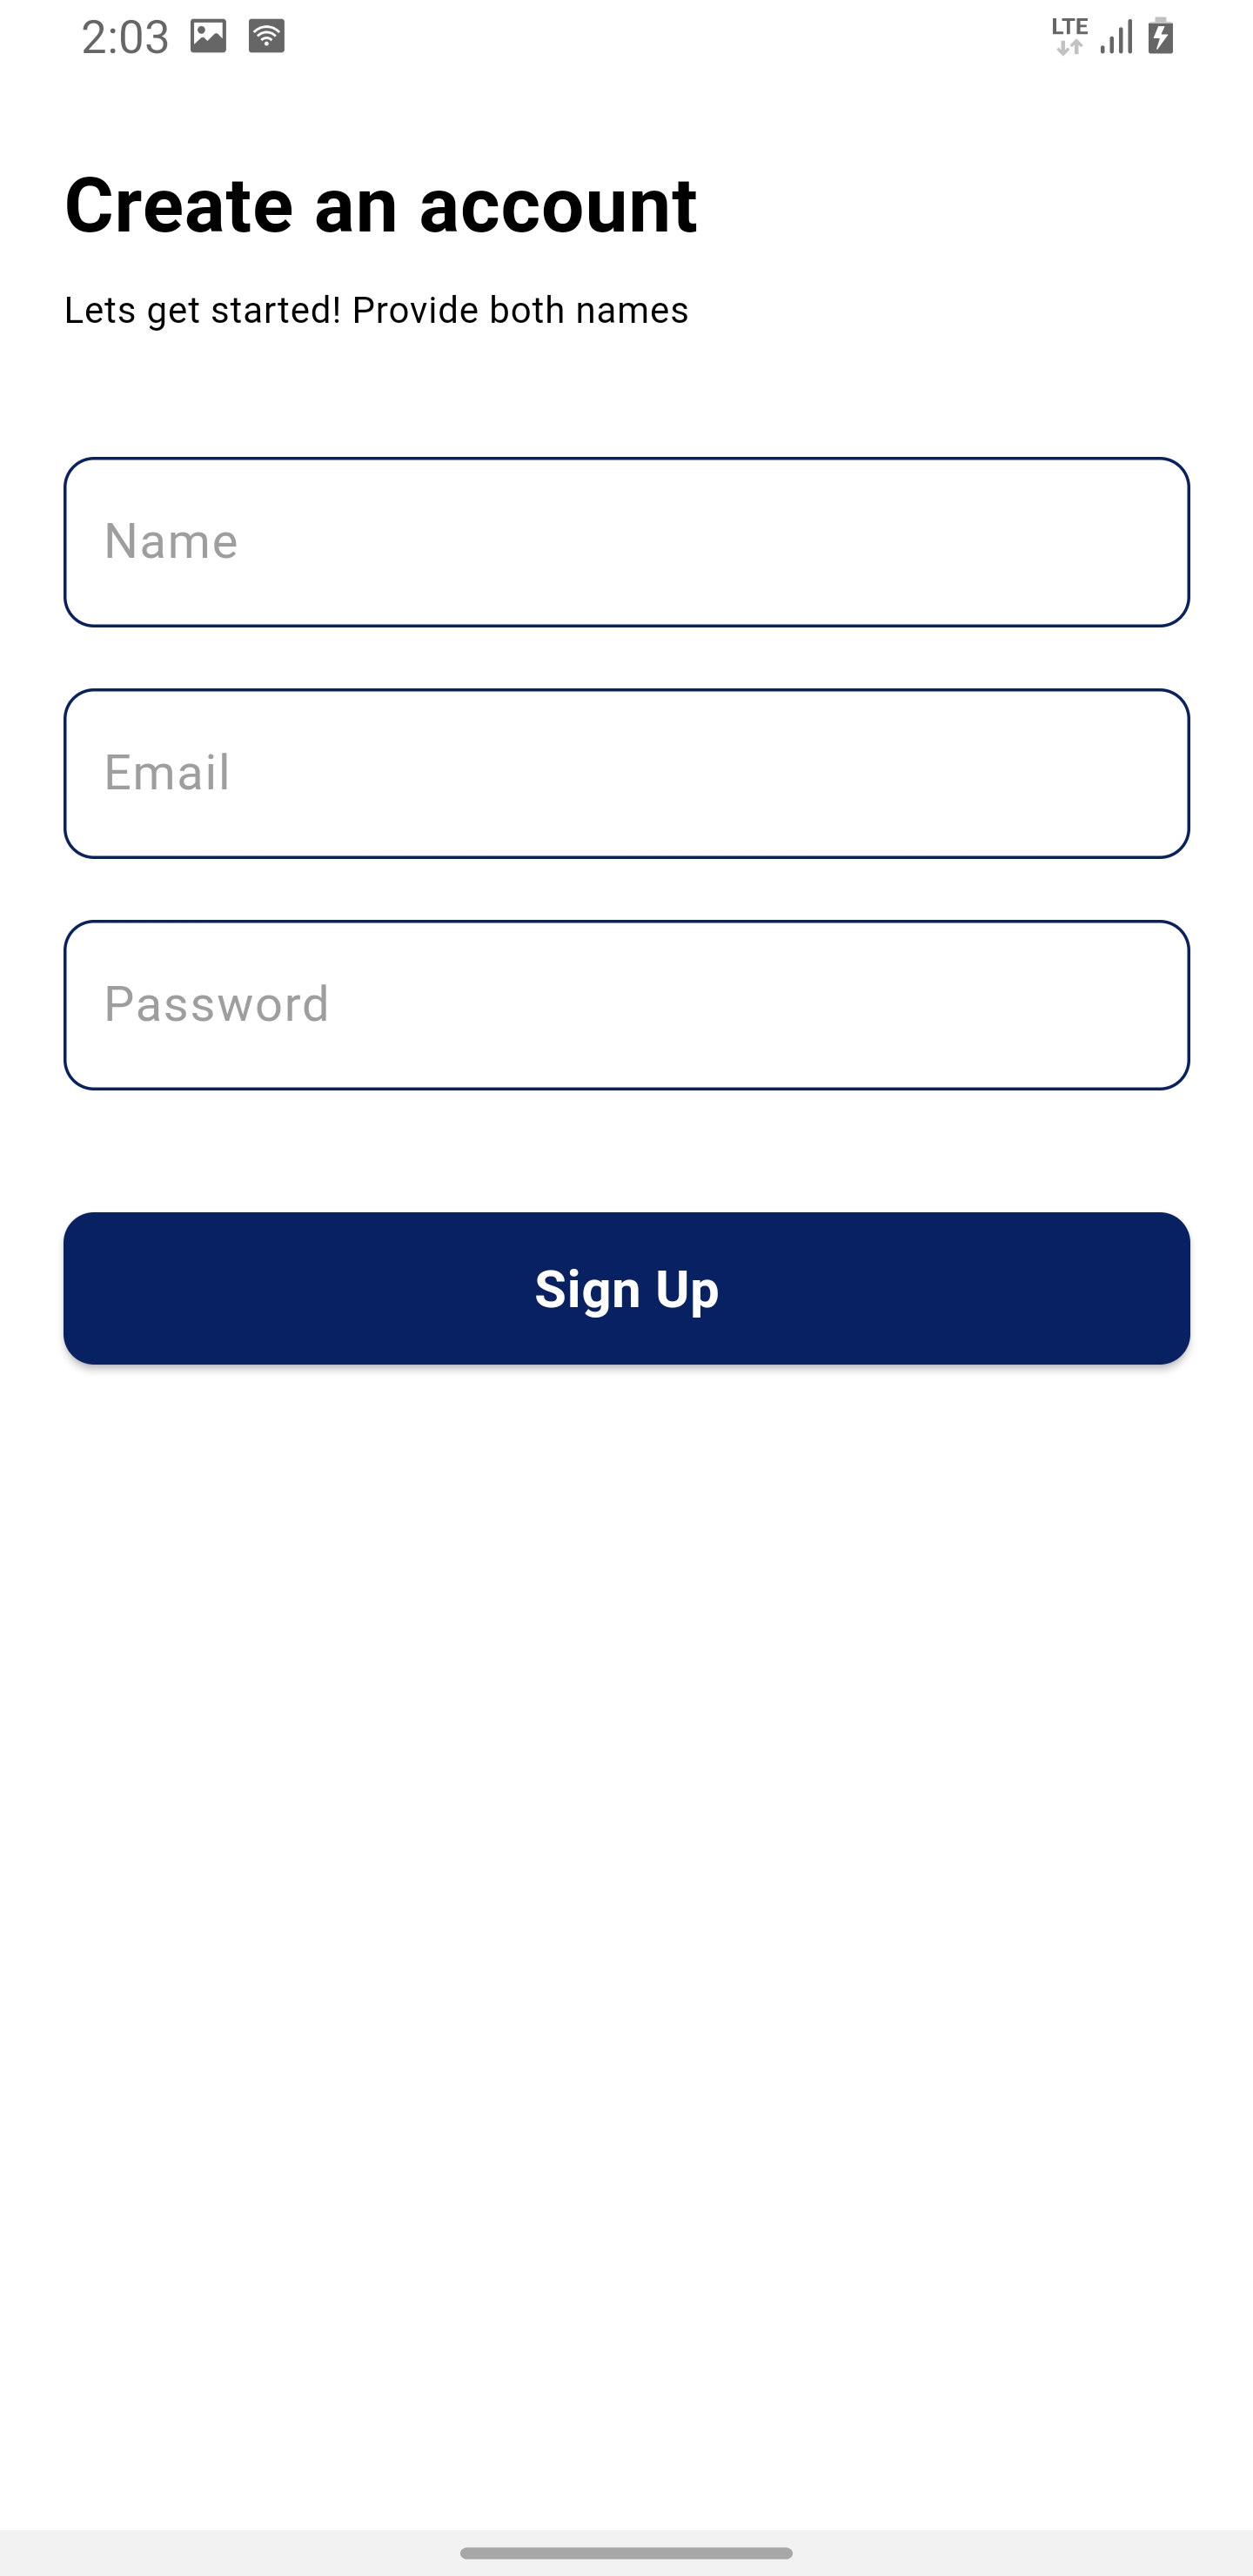 2:03 LTE
Create an account
Lets get started! Provide both names
Name
Email
Password
Sign Up